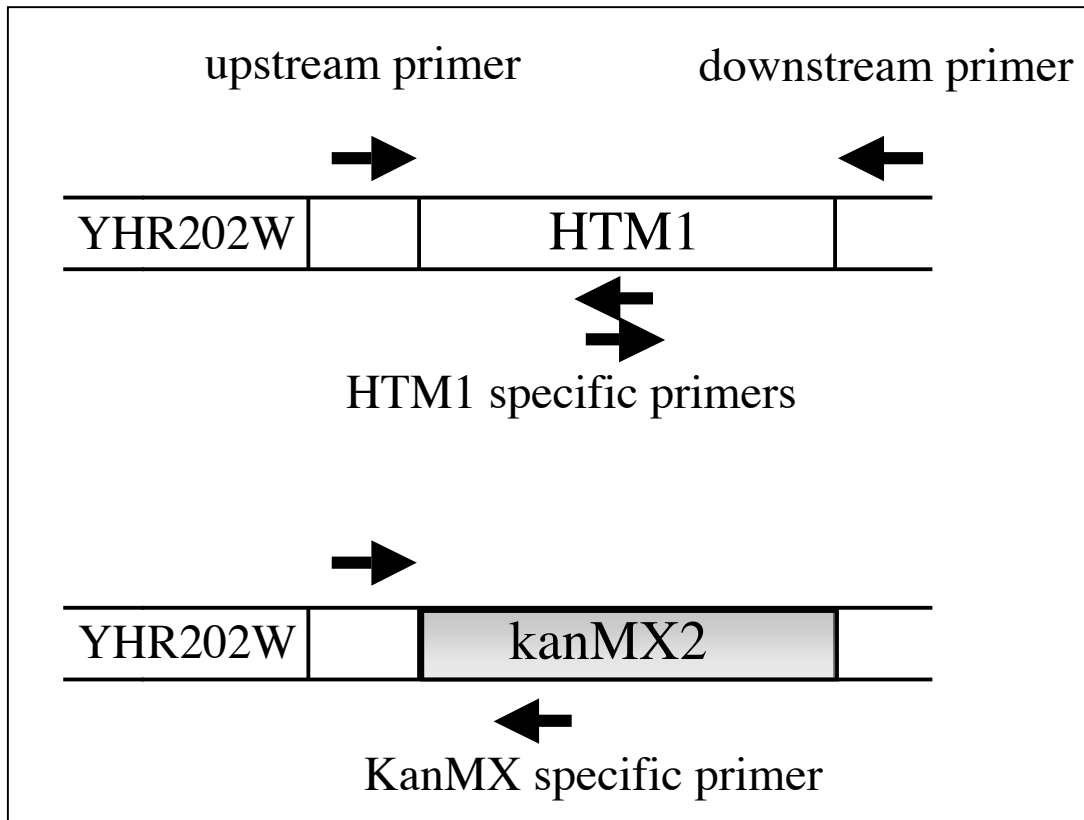 upstream primer
downstream primer
YHR202W
HTM1
HTM1 specific primers
YHR202W
kanMX2
KanMX specific primer